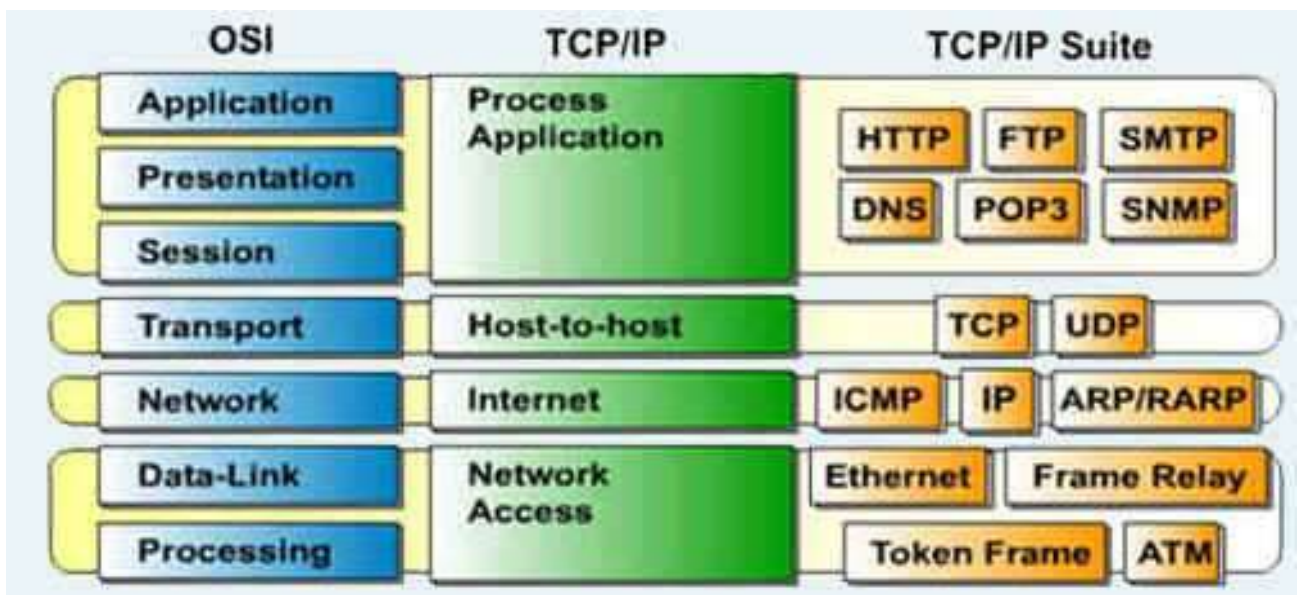 OSI TCP/IP TCP/IP Suite
Application
Presentation
Session
Process
Application
HTTP FTP SMTP
DNS POP3 SNMP
Transport Host-to-host TCP UDP
Network Internet ICMP IP ARP/RARP
Data-Link
Processing
Network
Access
Ethernet Frame Relay
Token Frame ATM